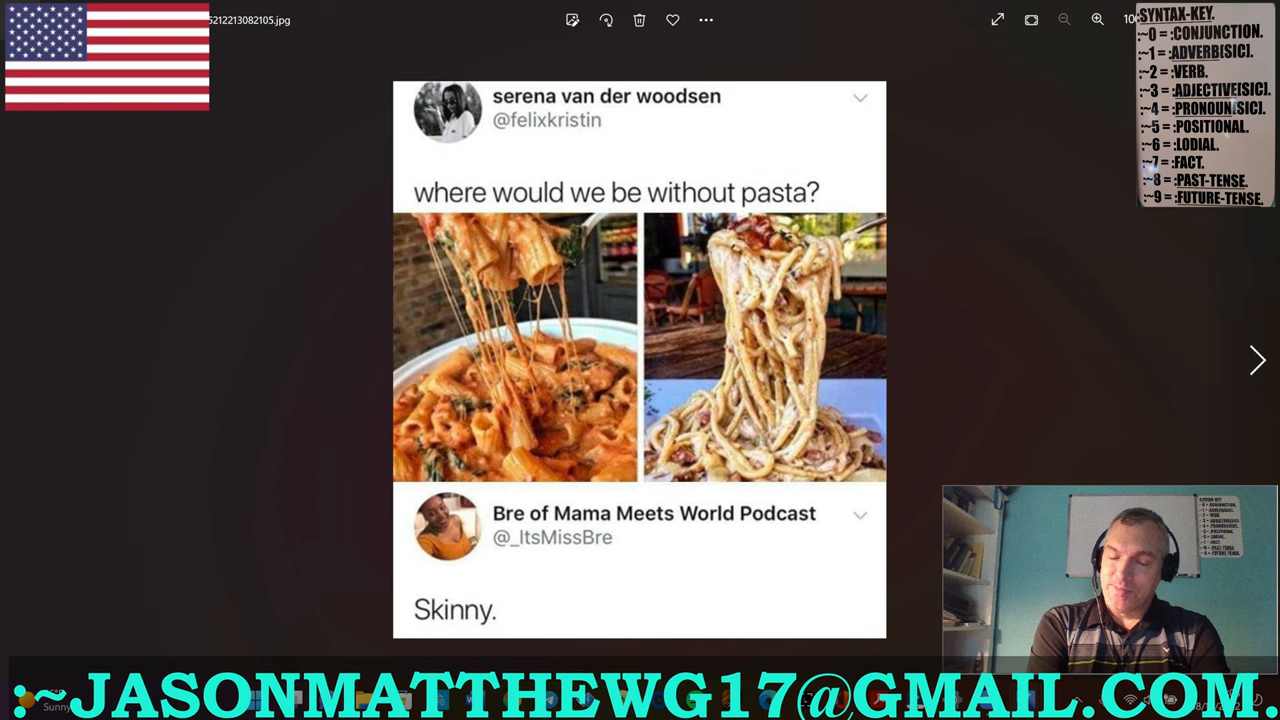 5212213082105.jpg
serena van der woodsen
@felixkristin
where would we be without pasta?
Bre of Mama Meets World Podcast
@_ItsMissBre
Skinny.
:SYNTAX-KEY.
:~0 = :CONJUNCTION.
:~1 = :ADVERB[SIC].
:~2 = :VERB.
:~3 = :ADJECTIVE[SIC].
:~4 = :PRONOUN[SIC].
:~5 = :POSITIONAL.
:~6 = :LODIAL.
:~7 = :FACT.
:~8 = :PAST-TENSE.
:~9 = :FUTURE-TENSE.
Sunny
:~JASONMATTHEWG17@GMAIL.COM.